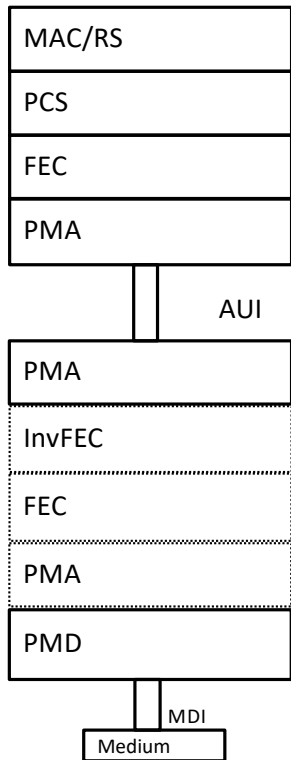 MAC/RS
PCS
FEC
PMA
AUI
PMA
InvFEC
FEC
PMA
PMD
MDI
Medium